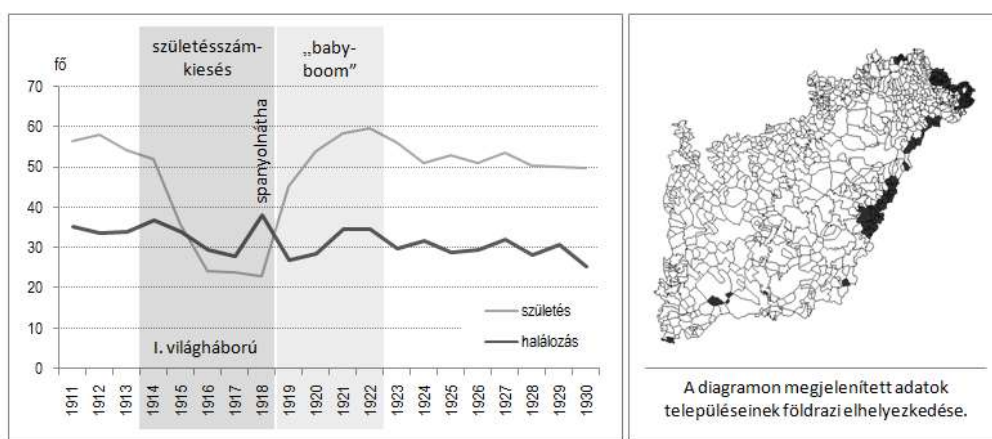 születésszám-
kiesés
„baby-
boom”
fő
70
60
50
40
30
20
10
0
spanyolnátha
születés
halálozás
I. világháború
1911
1912
1913
1914
1915
1916
1917
1918
1919
1920
1921
1922
1923
1924
1925
1926
1927
1928
1929
1930
A diagramon megjelenített adatok
településeinek földrazi elhelyezkedése.